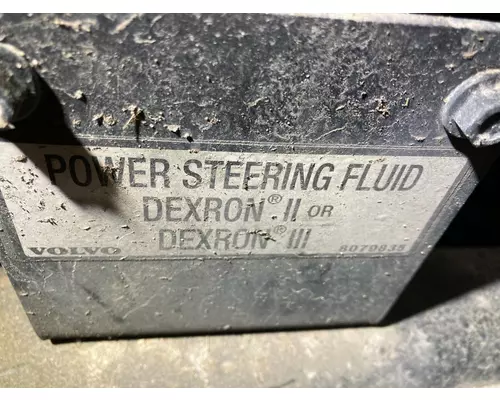 POWER STEERING FLUID
DEXRON® II OR
DEXRON® III
VOLVO 8079835